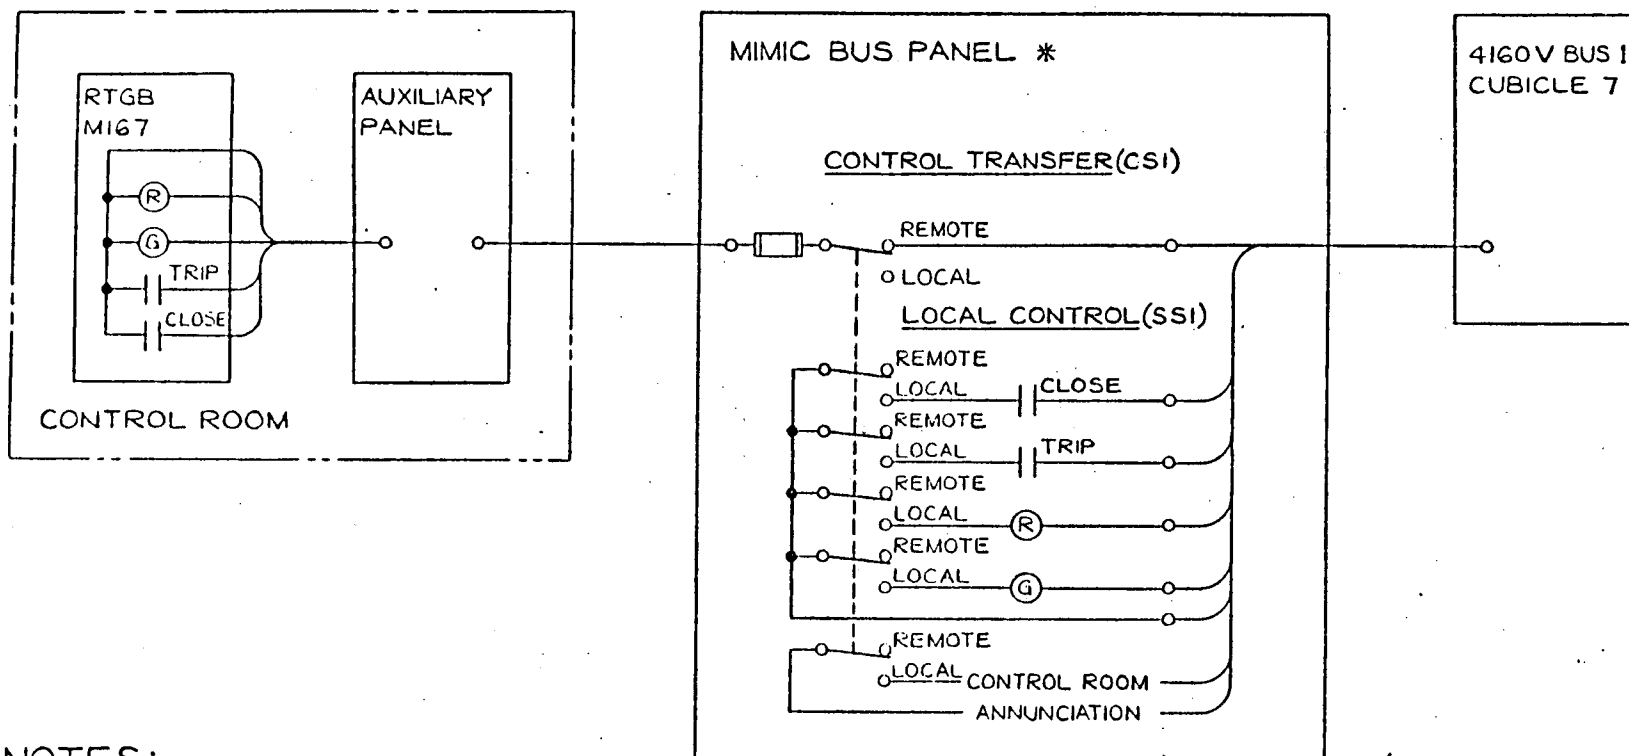 RTGB
M167
R
G
TRIP
CLOSE
AUXILIARY
PANEL
CONTROL ROOM
MIMIC BUS PANEL *
CONTROL TRANSFER(CS1)
REMOTE
LOCAL
LOCAL CONTROL(SS1)
REMOTE
LOCAL
CLOSE
REMOTE
LOCAL
TRIP
REMOTE
LOCAL
R
REMOTE
LOCAL
G
REMOTE
LOCAL
CONTROL ROOM
ANNUNCIATION
4160V BUS 1
CUBICLE 7
NOTES: